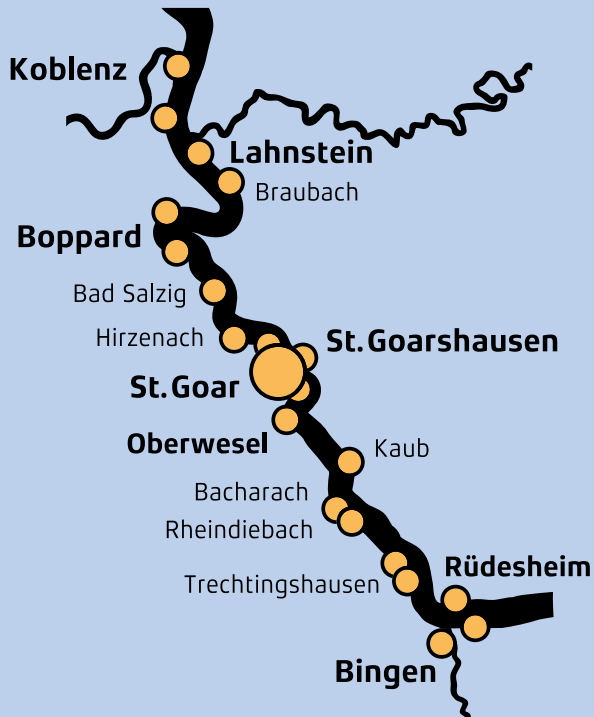 Koblenz
Lahnstein
Braubach
Boppard
Bad Salzig
Hirzenach
St. Goarshausen
St. Goar
Oberwesel
Kaub
Bacharach
Rheindiebach
Rüdesheim
Trechtingshausen
Bingen